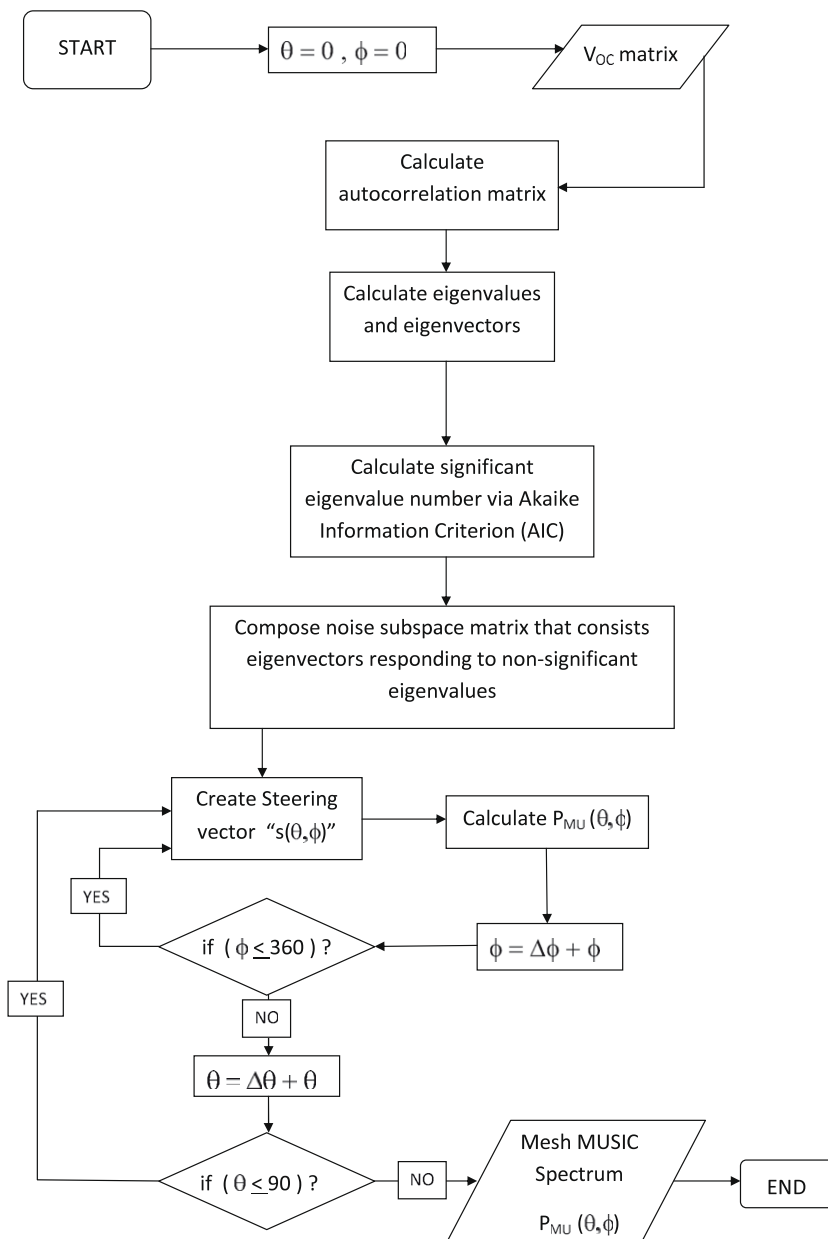 START
θ = 0 , ϕ = 0
V_OC matrix
Calculate
autocorrelation matrix
Calculate eigenvalues
and eigenvectors
Calculate significant
eigenvalue number via Akaike
Information Criterion (AIC)
Compose noise subspace matrix that consists
eigenvectors responding to non-significant
eigenvalues
Create Steering
vector “s(θ,ϕ)”
Calculate P_MU (θ,ϕ)
YES
if ( ϕ ≤ 360 ) ?
ϕ = Δϕ + ϕ
YES
NO
θ = Δθ + θ
if ( θ ≤ 90 ) ?
NO
Mesh MUSIC
Spectrum
P_MU (θ,ϕ)
END